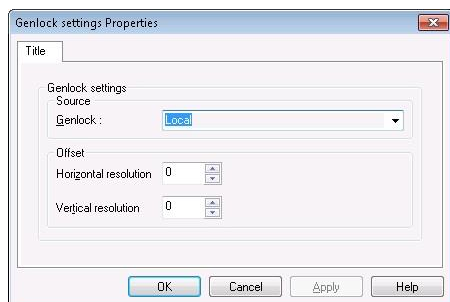 Genlock settings Properties
Title
Genlock settings
Source
Genlock : Local
Offset
Horizontal resolution 0
Vertical resolution 0
OK Cancel Apply Help